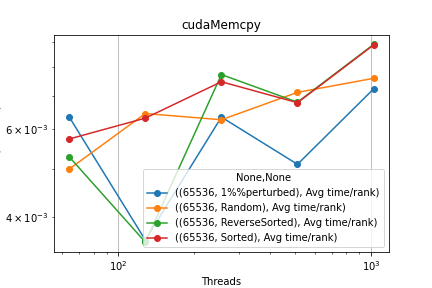 cudaMemcpy
6 × 10⁻³
4 × 10⁻³
None,None
((65536, 1%%perturbed), Avg time/rank)
((65536, Random), Avg time/rank)
((65536, ReverseSorted), Avg time/rank)
((65536, Sorted), Avg time/rank)
10² 10³
Threads